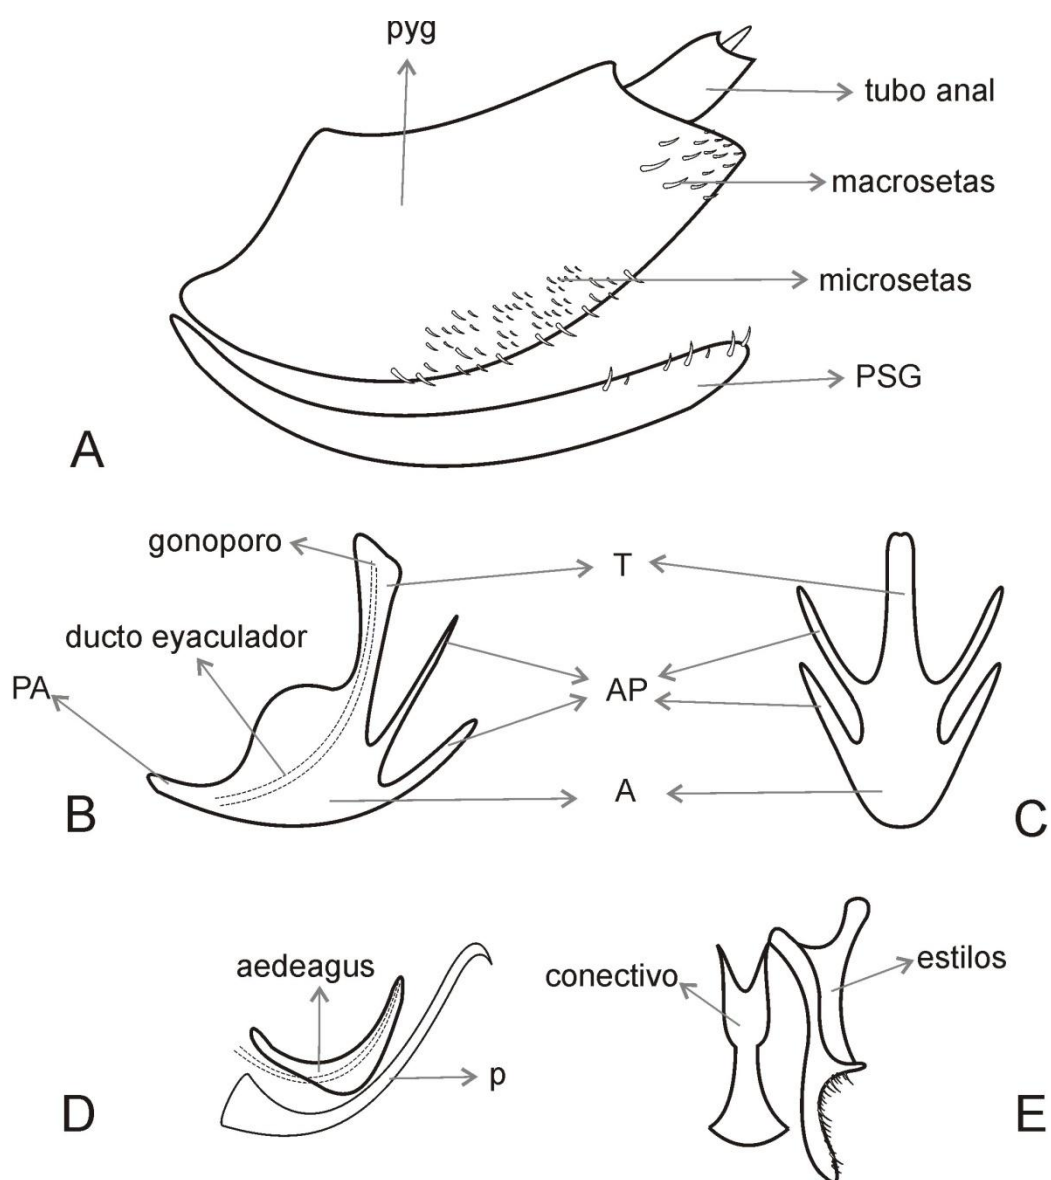 pyg
tubo anal
macrosetas
microsetas
PSG
A
gonoporo
T
ducto eyaculador
PA
AP
A
B
C
aedeagus
conectivo
estilos
p
D
E